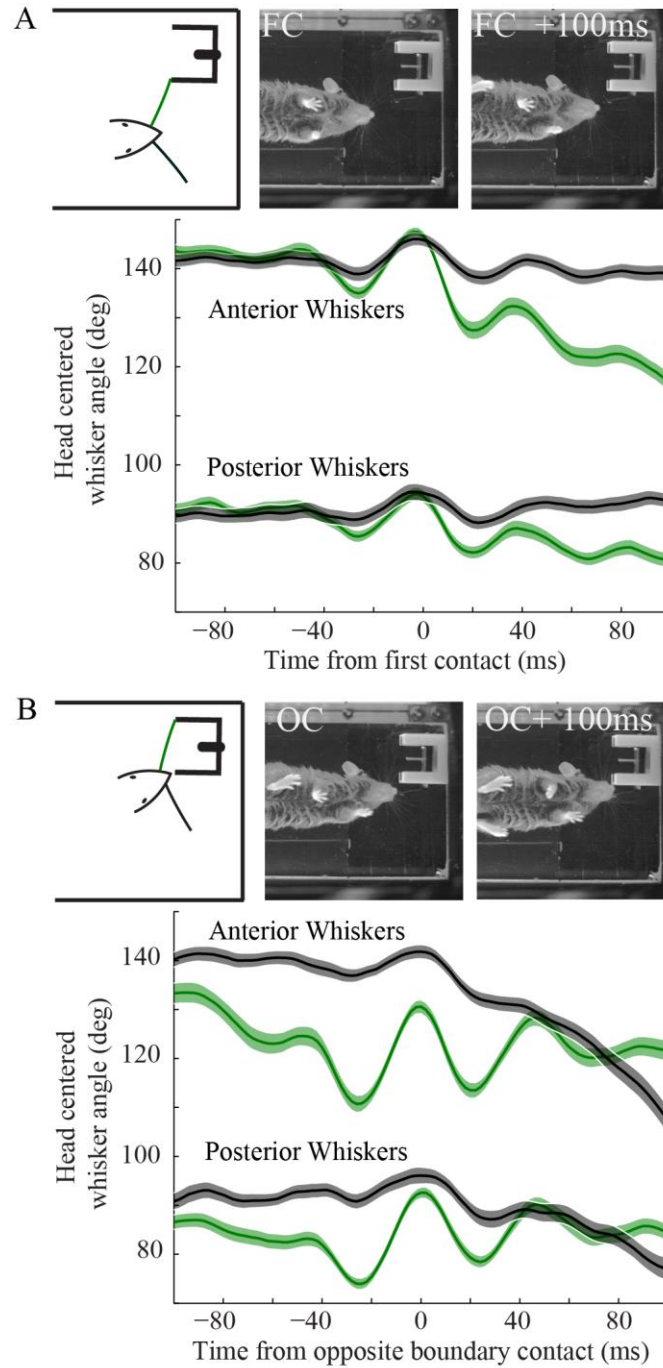 A
FC
FC +100ms
140
120
100
80
Head centered
whisker angle (deg)
Anterior Whiskers
Posterior Whiskers
−80
−40
0
40
80
Time from first contact (ms)
B
OC
OC+ 100ms
140
120
100
80
Head centered
whisker angle (deg)
Anterior Whiskers
Posterior Whiskers
−80
−40
0
40
80
Time from opposite boundary contact (ms)